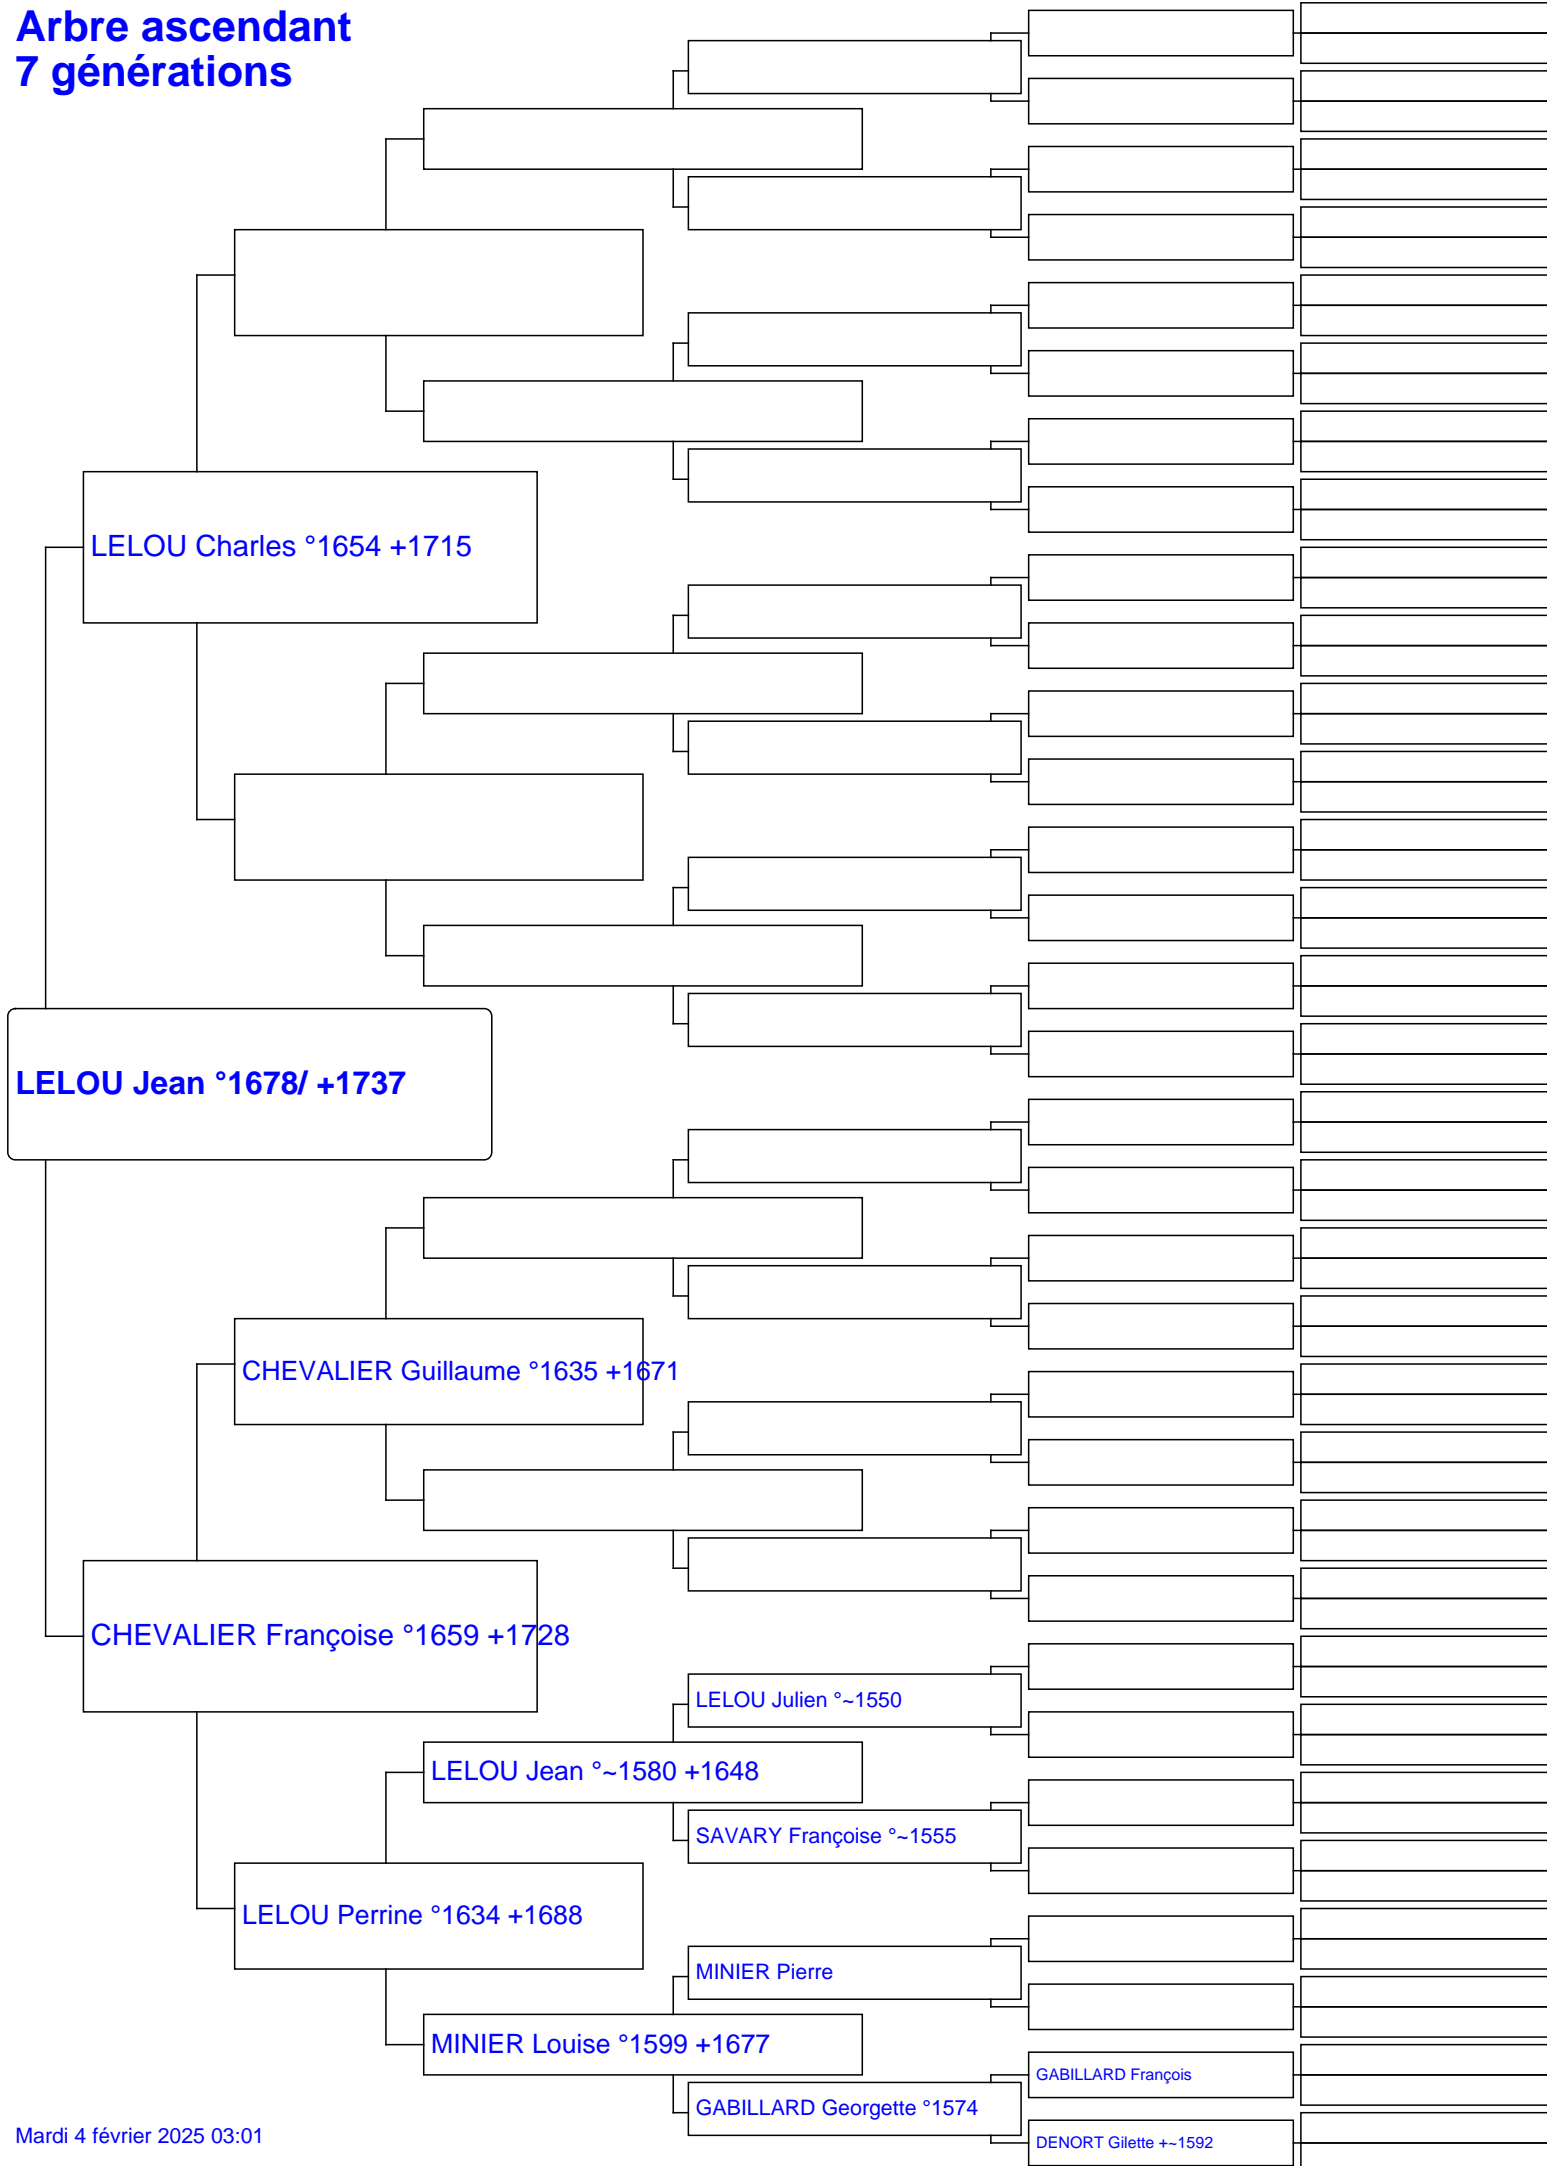 Arbre ascendant
7 générations
LELOU Charles °1654 +1715
LELOU Jean °1678/ +1737
CHEVALIER Guillaume °1635 +1671
CHEVALIER Françoise °1659 +1728
LELOU Julien °~1550
LELOU Jean °~1580 +1648
SAVARY Françoise °~1555
LELOU Perrine °1634 +1688
MINIER Pierre
MINIER Louise °1599 +1677
GABILLARD François
GABILLARD Georgette °1574
DENORT Gilette +~1592
Mardi 4 février 2025 03:01